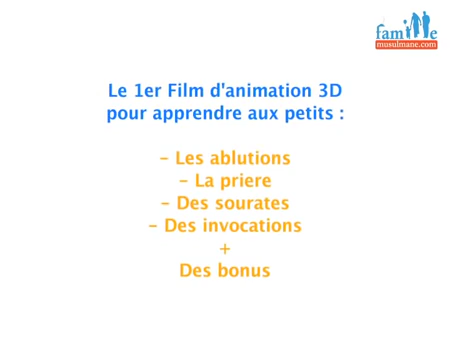 famille
musulmane.com
Le 1er Film d'animation 3D
pour apprendre aux petits :
- Les ablutions
- La priere
- Des sourates
- Des invocations
+
Des bonus